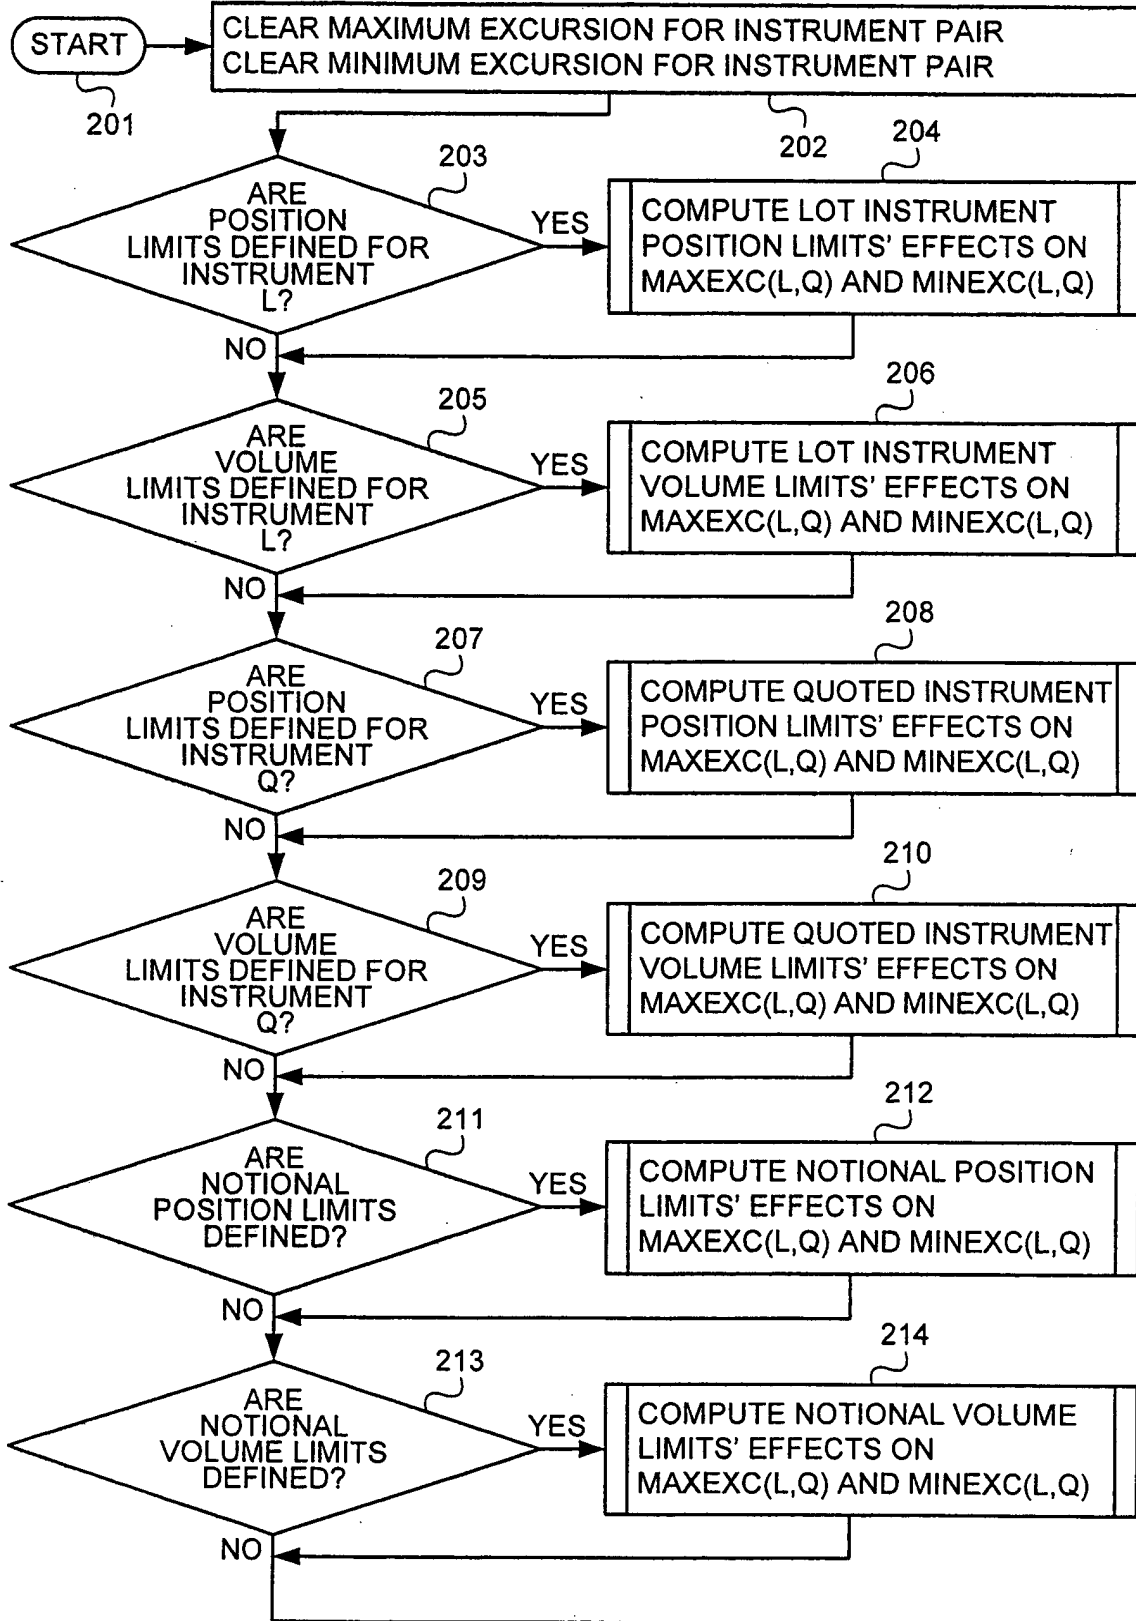 START
CLEAR MAXIMUM EXCURSION FOR INSTRUMENT PAIR
CLEAR MINIMUM EXCURSION FOR INSTRUMENT PAIR
201
202
203
204
ARE
POSITION
LIMITS DEFINED FOR
INSTRUMENT
L?
YES
COMPUTE LOT INSTRUMENT
POSITION LIMITS' EFFECTS ON
MAXEXC(L,Q) AND MINEXC(L,Q)
NO
205
206
ARE
VOLUME
LIMITS DEFINED FOR
INSTRUMENT
L?
YES
COMPUTE LOT INSTRUMENT
VOLUME LIMITS' EFFECTS ON
MAXEXC(L,Q) AND MINEXC(L,Q)
NO
207
208
ARE
POSITION
LIMITS DEFINED FOR
INSTRUMENT
Q?
YES
COMPUTE QUOTED INSTRUMENT
POSITION LIMITS' EFFECTS ON
MAXEXC(L,Q) AND MINEXC(L,Q)
NO
209
210
ARE
VOLUME
LIMITS DEFINED FOR
INSTRUMENT
Q?
YES
COMPUTE QUOTED INSTRUMENT
VOLUME LIMITS' EFFECTS ON
MAXEXC(L,Q) AND MINEXC(L,Q)
NO
211
212
ARE
NOTIONAL
POSITION LIMITS
DEFINED?
YES
COMPUTE NOTIONAL POSITION
LIMITS' EFFECTS ON
MAXEXC(L,Q) AND MINEXC(L,Q)
NO
213
214
ARE
NOTIONAL
VOLUME LIMITS
DEFINED?
YES
COMPUTE NOTIONAL VOLUME
LIMITS' EFFECTS ON
MAXEXC(L,Q) AND MINEXC(L,Q)
NO